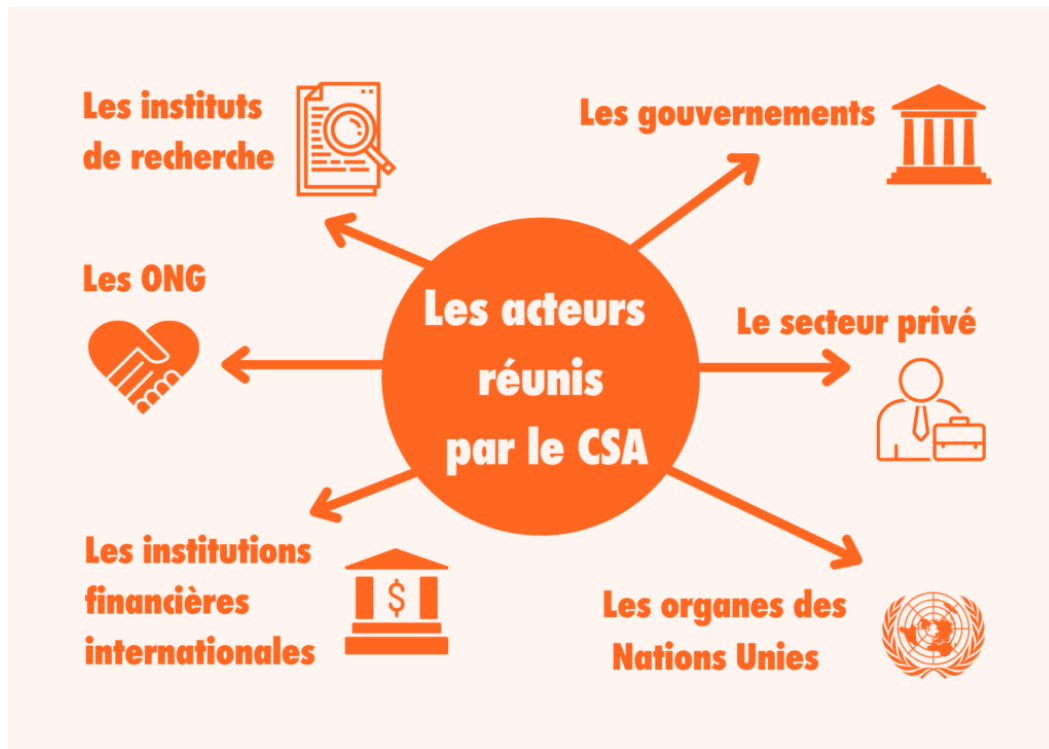 Les instituts
de recherche
Les gouvernements
Les ONG
Les acteurs
réunis
par le CSA
Le secteur privé
Les institutions
financières
internationales
$
Les organes des
Nations Unies